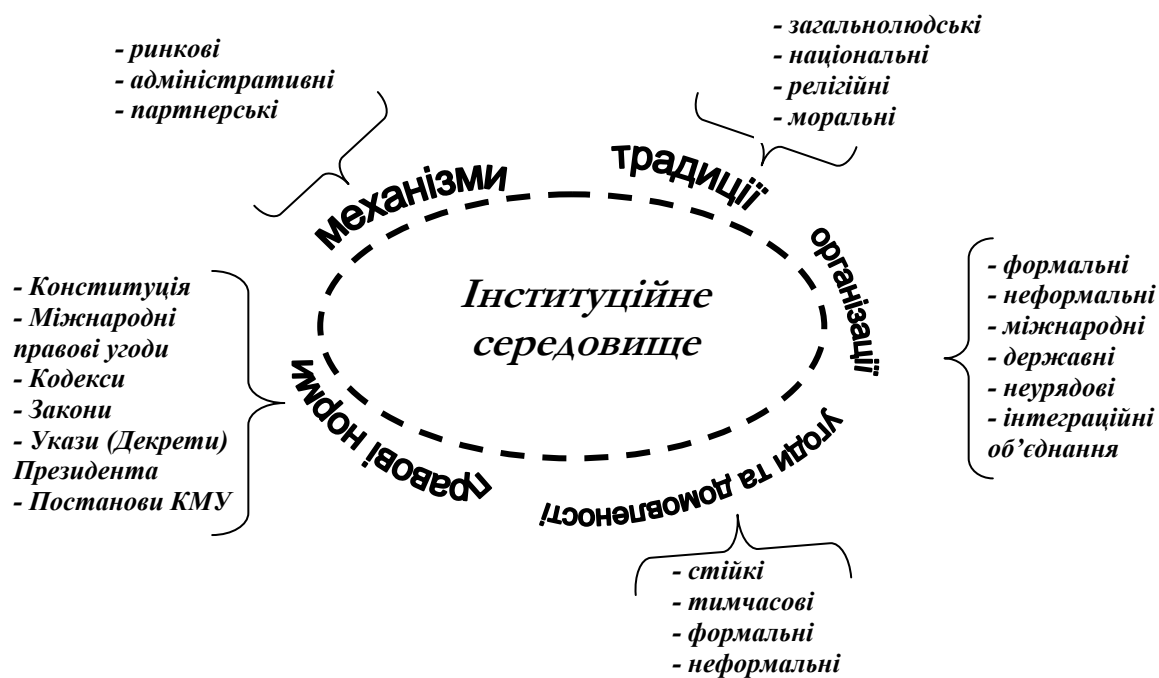 - ринкові
- адміністративні
- партнерські
- загальнолюдські
- національні
- релігійні
- моральні
механізми
традиції
організації
Інституційне
середовище
- Конституція
- Міжнародні
правові угоди
- Кодекси
- Закони
- Укази (Декрети)
Президента
- Постанови КМУ
- формальні
- неформальні
- міжнародні
- державні
- неурядові
- інтеграційні
об’єднання
правові норми
угоди та домовленості
- стійкі
- тимчасові
- формальні
- неформальні